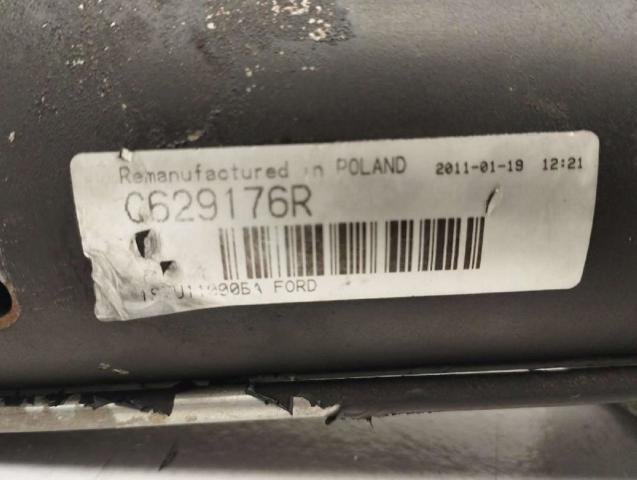 Remanufactured in POLAND 2011-01-19 12:21
C629176R
FORD